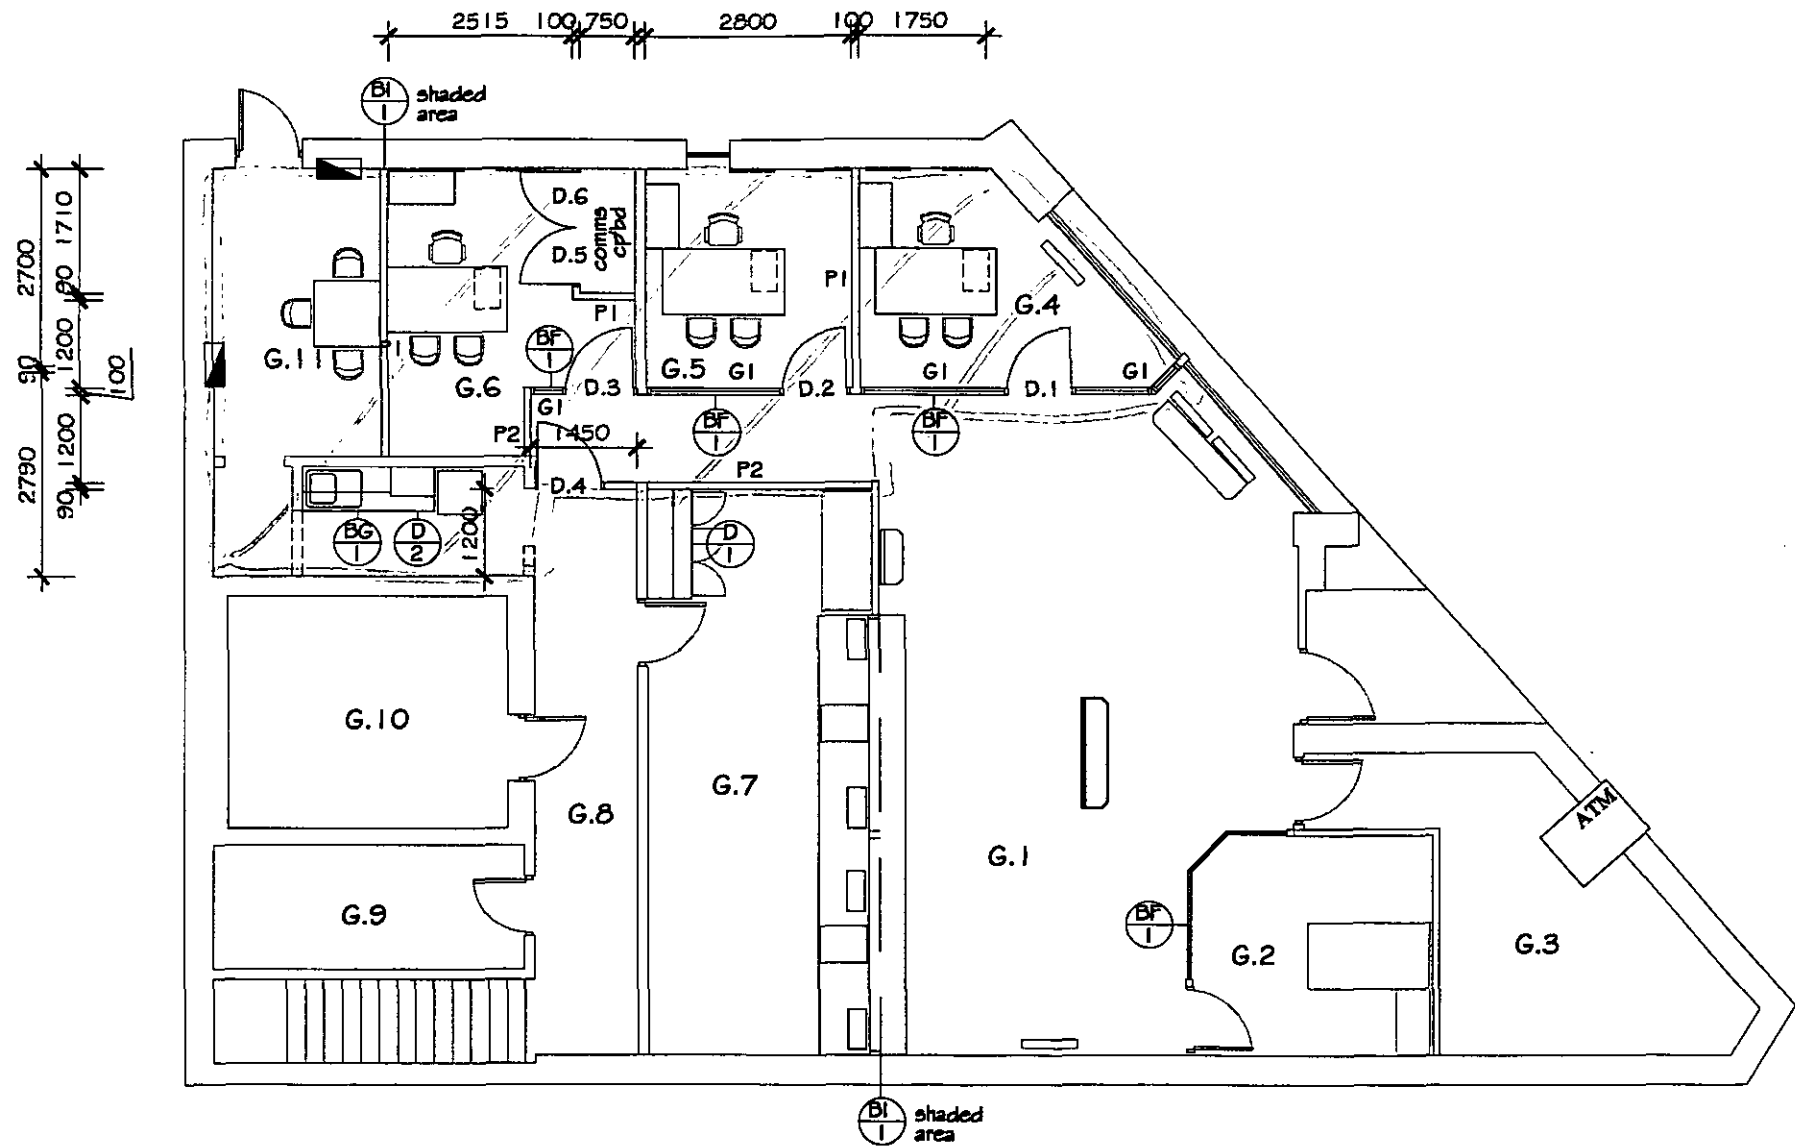 2515 100 750 2800 100 1750
BI
1
shaded
area
2700
90
2790
1710
90
1200
100
1200
90
D.6
D.5
comms
cpbd
P1
P1
G.4
BF
1
G.11
G.6
G.5
G1
G1
G1
D.3
D.2
D.1
G1
P2
1450
BF
1
BF
1
D.4
P2
BG
1
D
2
1200
D
1
G.10
G.7
G.8
G.1
ATM
G.9
BF
1
G.2
G.3
BI
1
shaded
area